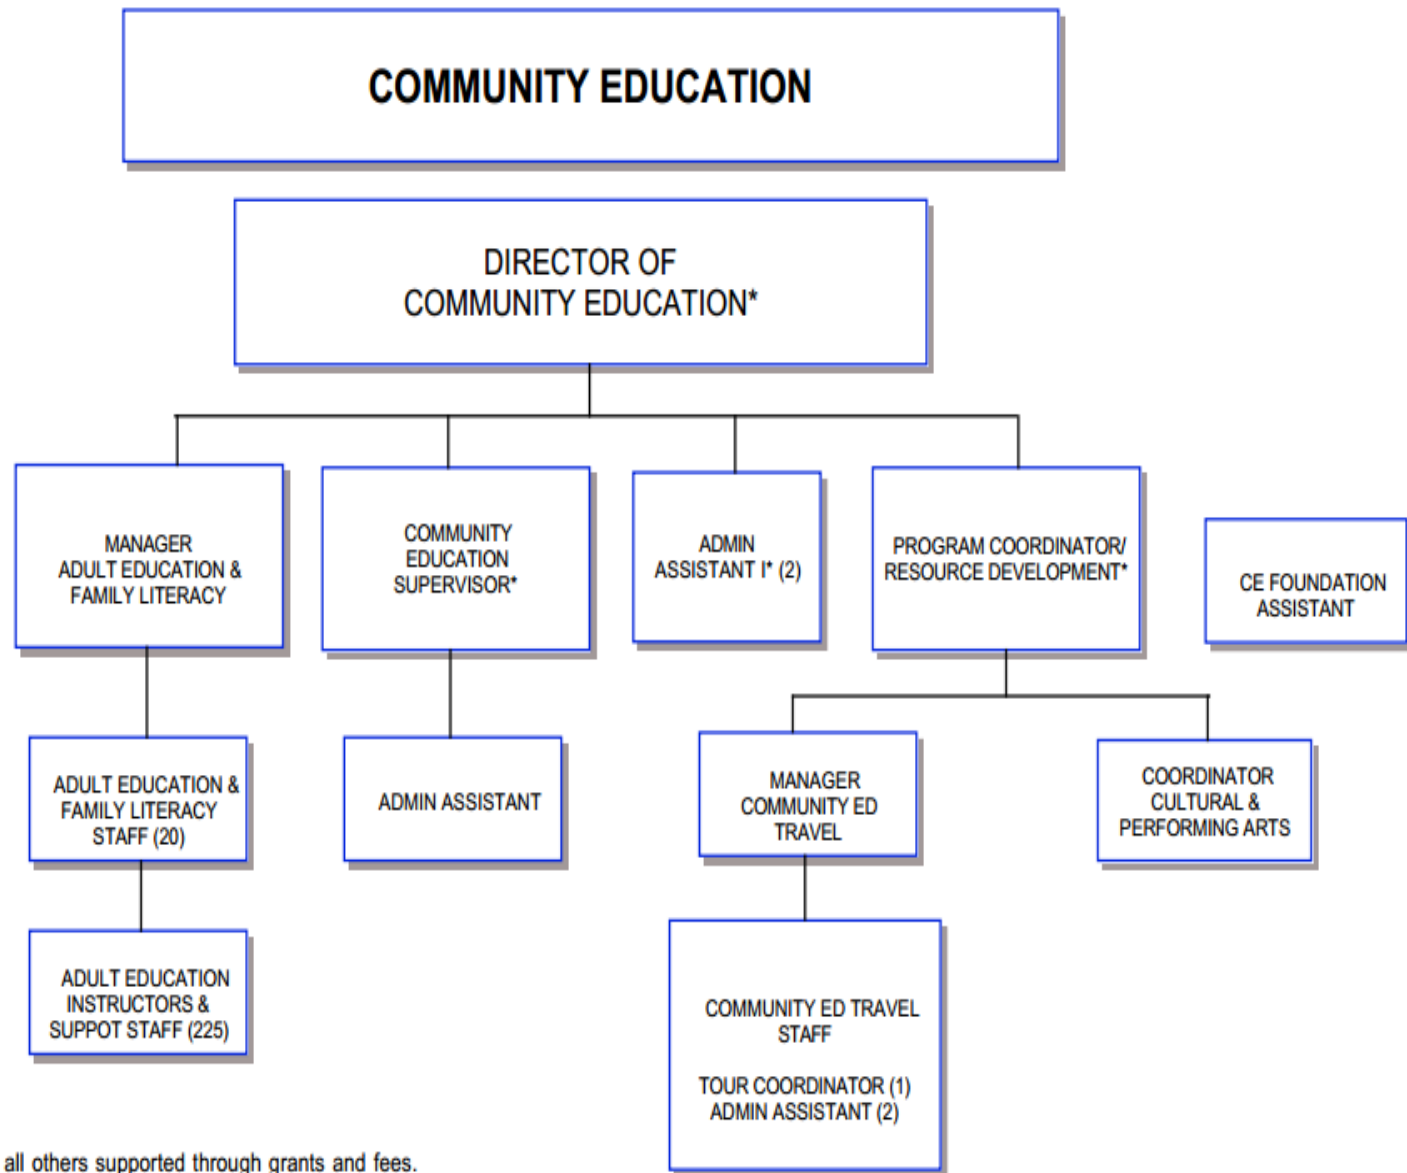 COMMUNITY EDUCATION
DIRECTOR OF
COMMUNITY EDUCATION*
MANAGER
ADULT EDUCATION &
FAMILY LITERACY
COMMUNITY
EDUCATION
SUPERVISOR*
ADMIN
ASSISTANT I* (2)
PROGRAM COORDINATOR/
RESOURCE DEVELOPMENT*
CE FOUNDATION
ASSISTANT
ADULT EDUCATION &
FAMILY LITERACY
STAFF (20)
ADMIN ASSISTANT
MANAGER
COMMUNITY ED
TRAVEL
COORDINATOR
CULTURAL &
PERFORMING ARTS
ADULT EDUCATION
INSTRUCTORS &
SUPPOT STAFF (225)
COMMUNITY ED TRAVEL
STAFF
TOUR COORDINATOR (1)
ADMIN ASSISTANT (2)
all others supported through grants and fees.